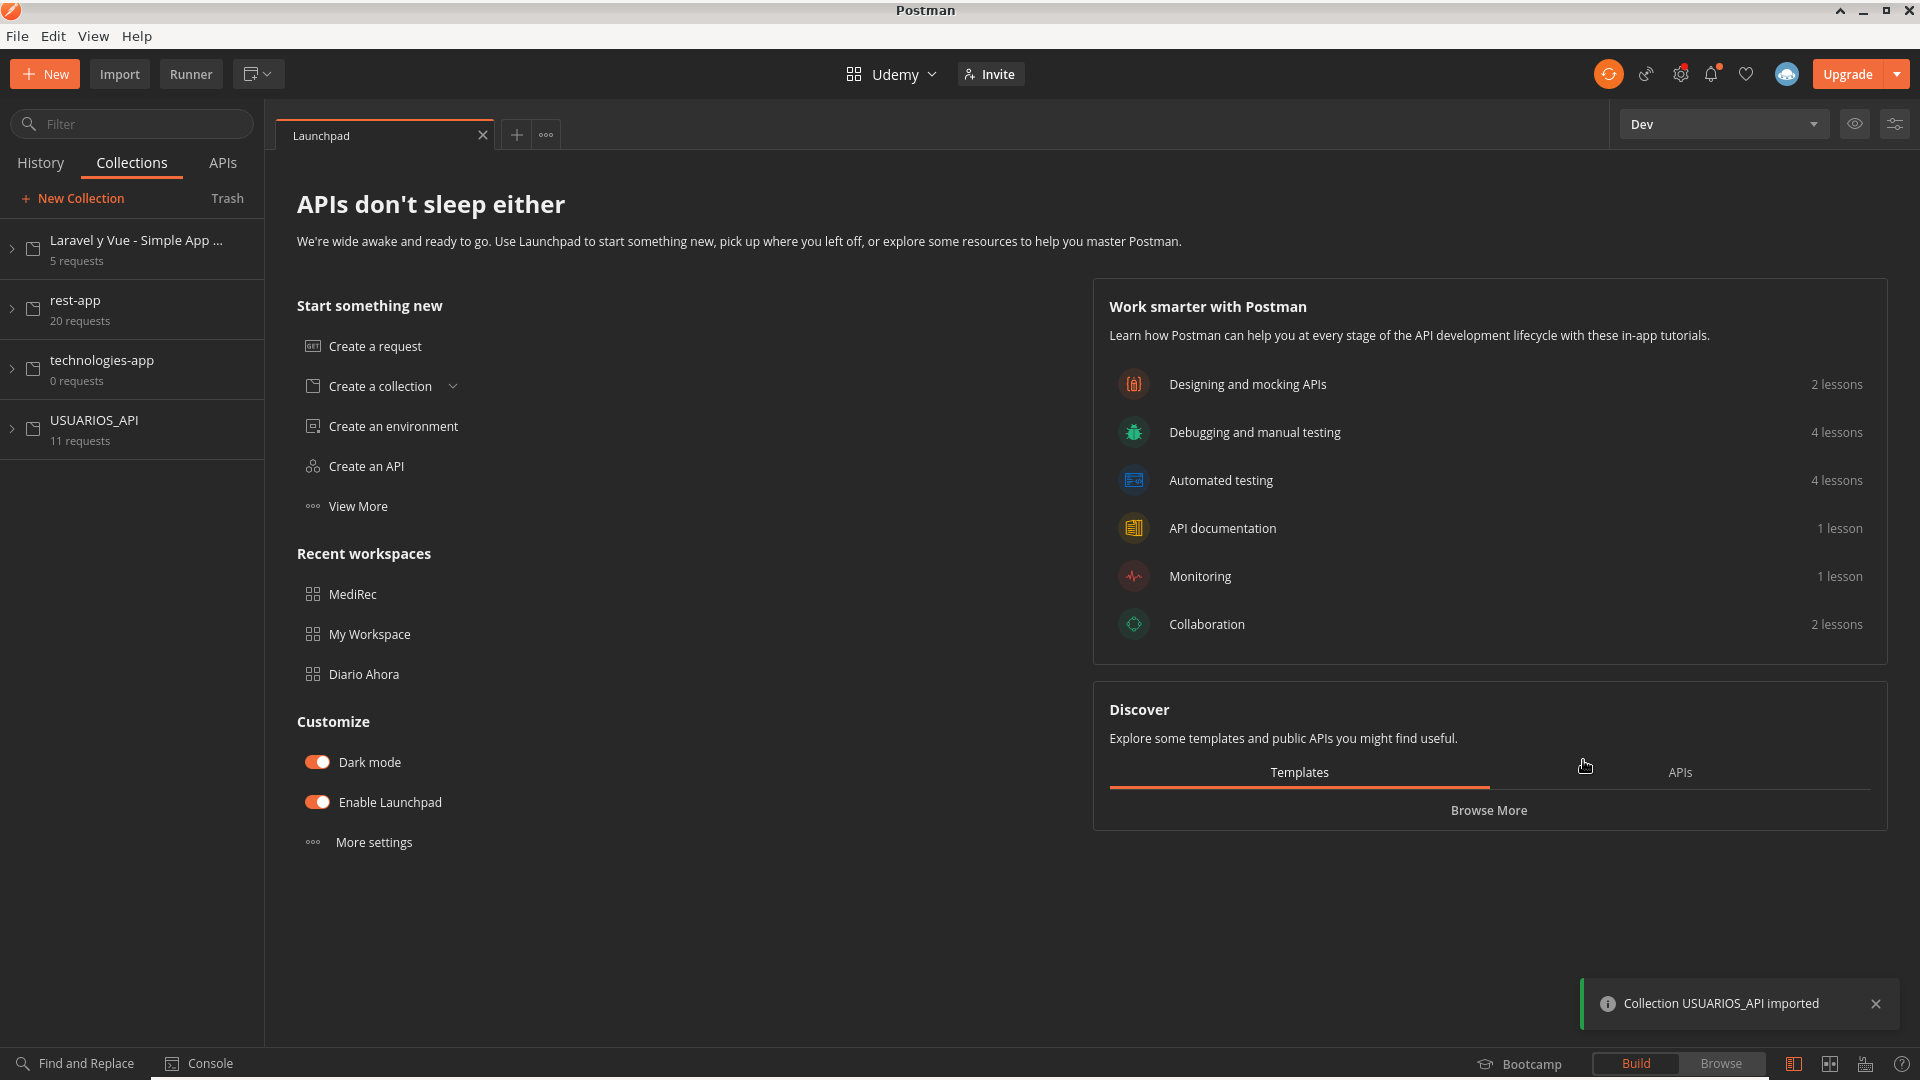 Postman
File Edit View Help
New Import Runner Udemy Invite Upgrade
Filter
History Collections APIs
New Collection Trash
Laravel y Vue - Simple App ...
5 requests
rest-app
20 requests
technologies-app
0 requests
USUARIOS_API
11 requests
Launchpad
Dev
APIs don't sleep either
We're wide awake and ready to go. Use Launchpad to start something new, pick up where you left off, or explore some resources to help you master Postman.
Start something new
GET Create a request
Create a collection
Create an environment
Create an API
View More
Recent workspaces
MediRec
My Workspace
Diario Ahora
Customize
Dark mode
Enable Launchpad
More settings
Work smarter with Postman
Learn how Postman can help you at every stage of the API development lifecycle with these in-app tutorials.
Designing and mocking APIs 2 lessons
Debugging and manual testing 4 lessons
Automated testing 4 lessons
API documentation 1 lesson
Monitoring 1 lesson
Collaboration 2 lessons
Discover
Explore some templates and public APIs you might find useful.
Templates APIs
Browse More
Collection USUARIOS_API imported
Find and Replace Console Bootcamp Build Browse